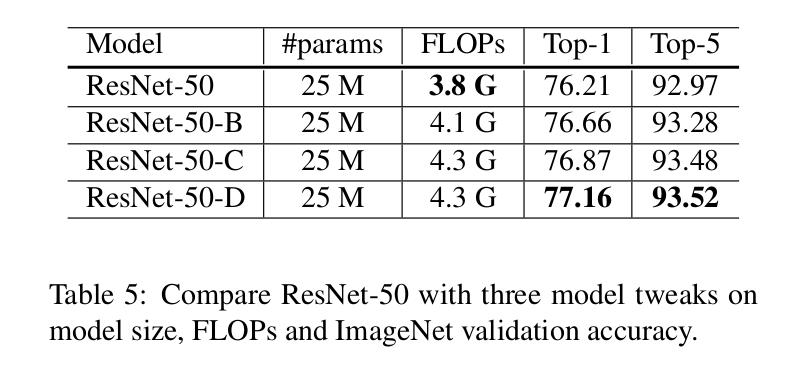 Model #params FLOPs Top-1 Top-5
ResNet-50 25 M 3.8 G 76.21 92.97
ResNet-50-B 25 M 4.1 G 76.66 93.28
ResNet-50-C 25 M 4.3 G 76.87 93.48
ResNet-50-D 25 M 4.3 G 77.16 93.52
Table 5: Compare ResNet-50 with three model tweaks on
model size, FLOPs and ImageNet validation accuracy.